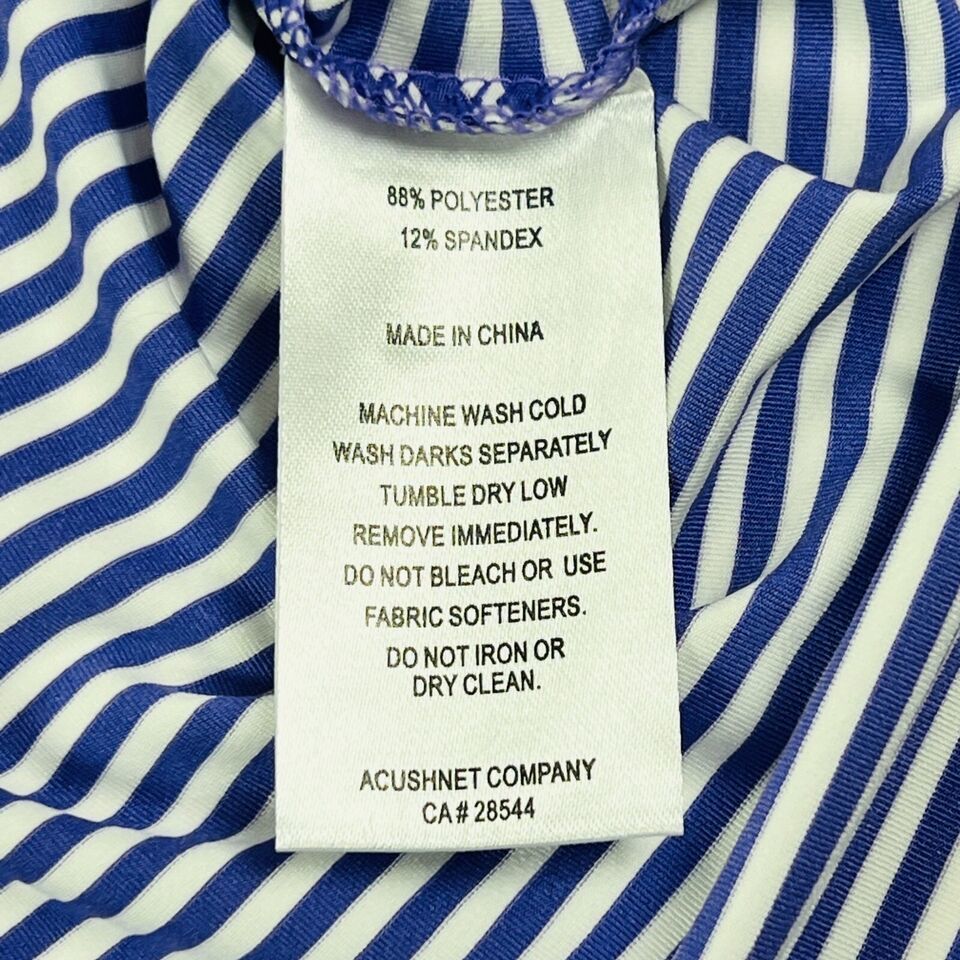 88% POLYESTER
12% SPANDEX
MADE IN CHINA
MACHINE WASH COLD
WASH DARKS SEPARATELY
TUMBLE DRY LOW
REMOVE IMMEDIATELY.
DO NOT BLEACH OR USE
FABRIC SOFTENERS.
DO NOT IRON OR
DRY CLEAN.
ACUSHNET COMPANY
CA# 28544